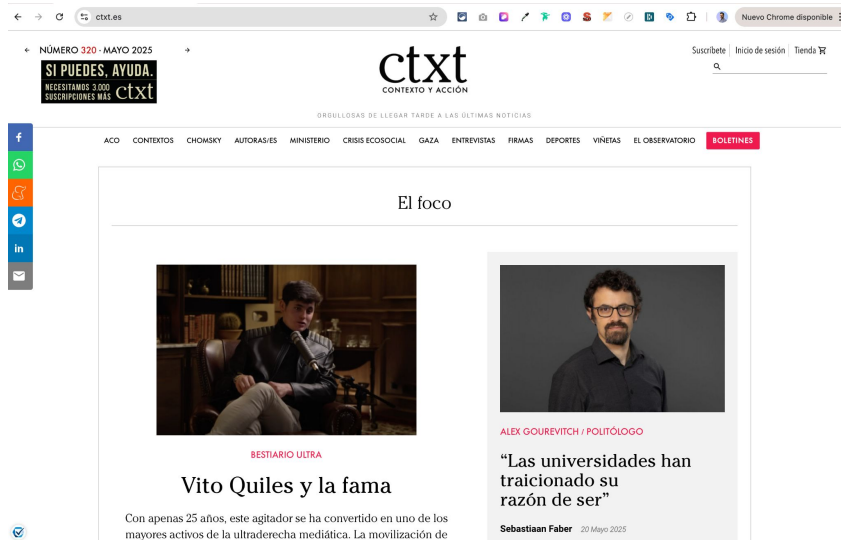 ctxt.es
Nuevo Chrome disponible
← NÚMERO 320 · MAYO 2025 →
SI PUEDES, AYUDA.
NECESITAMOS 3.000
SUSCRIPCIONES MÁS ctxt
ctxt
CONTEXTO Y ACCIÓN
Suscríbete Inicio de sesión Tienda
ORGULLOSAS DE LLEGAR TARDE A LAS ÚLTIMAS NOTICIAS
ACO CONTEXTOS CHOMSKY AUTORAS/ES MINISTERIO CRISIS ECOSOCIAL GAZA ENTREVISTAS FIRMAS DEPORTES VIÑETAS EL OBSERVATORIO BOLETINES
El foco
BESTIARIO ULTRA
Vito Quiles y la fama
Con apenas 25 años, este agitador se ha convertido en uno de los
mayores activos de la ultraderecha mediática. La movilización de
ALEX GOUREVITCH / POLITÓLOGO
“Las universidades han
traicionado su
razón de ser”
Sebastiaan Faber 20 Mayo 2025